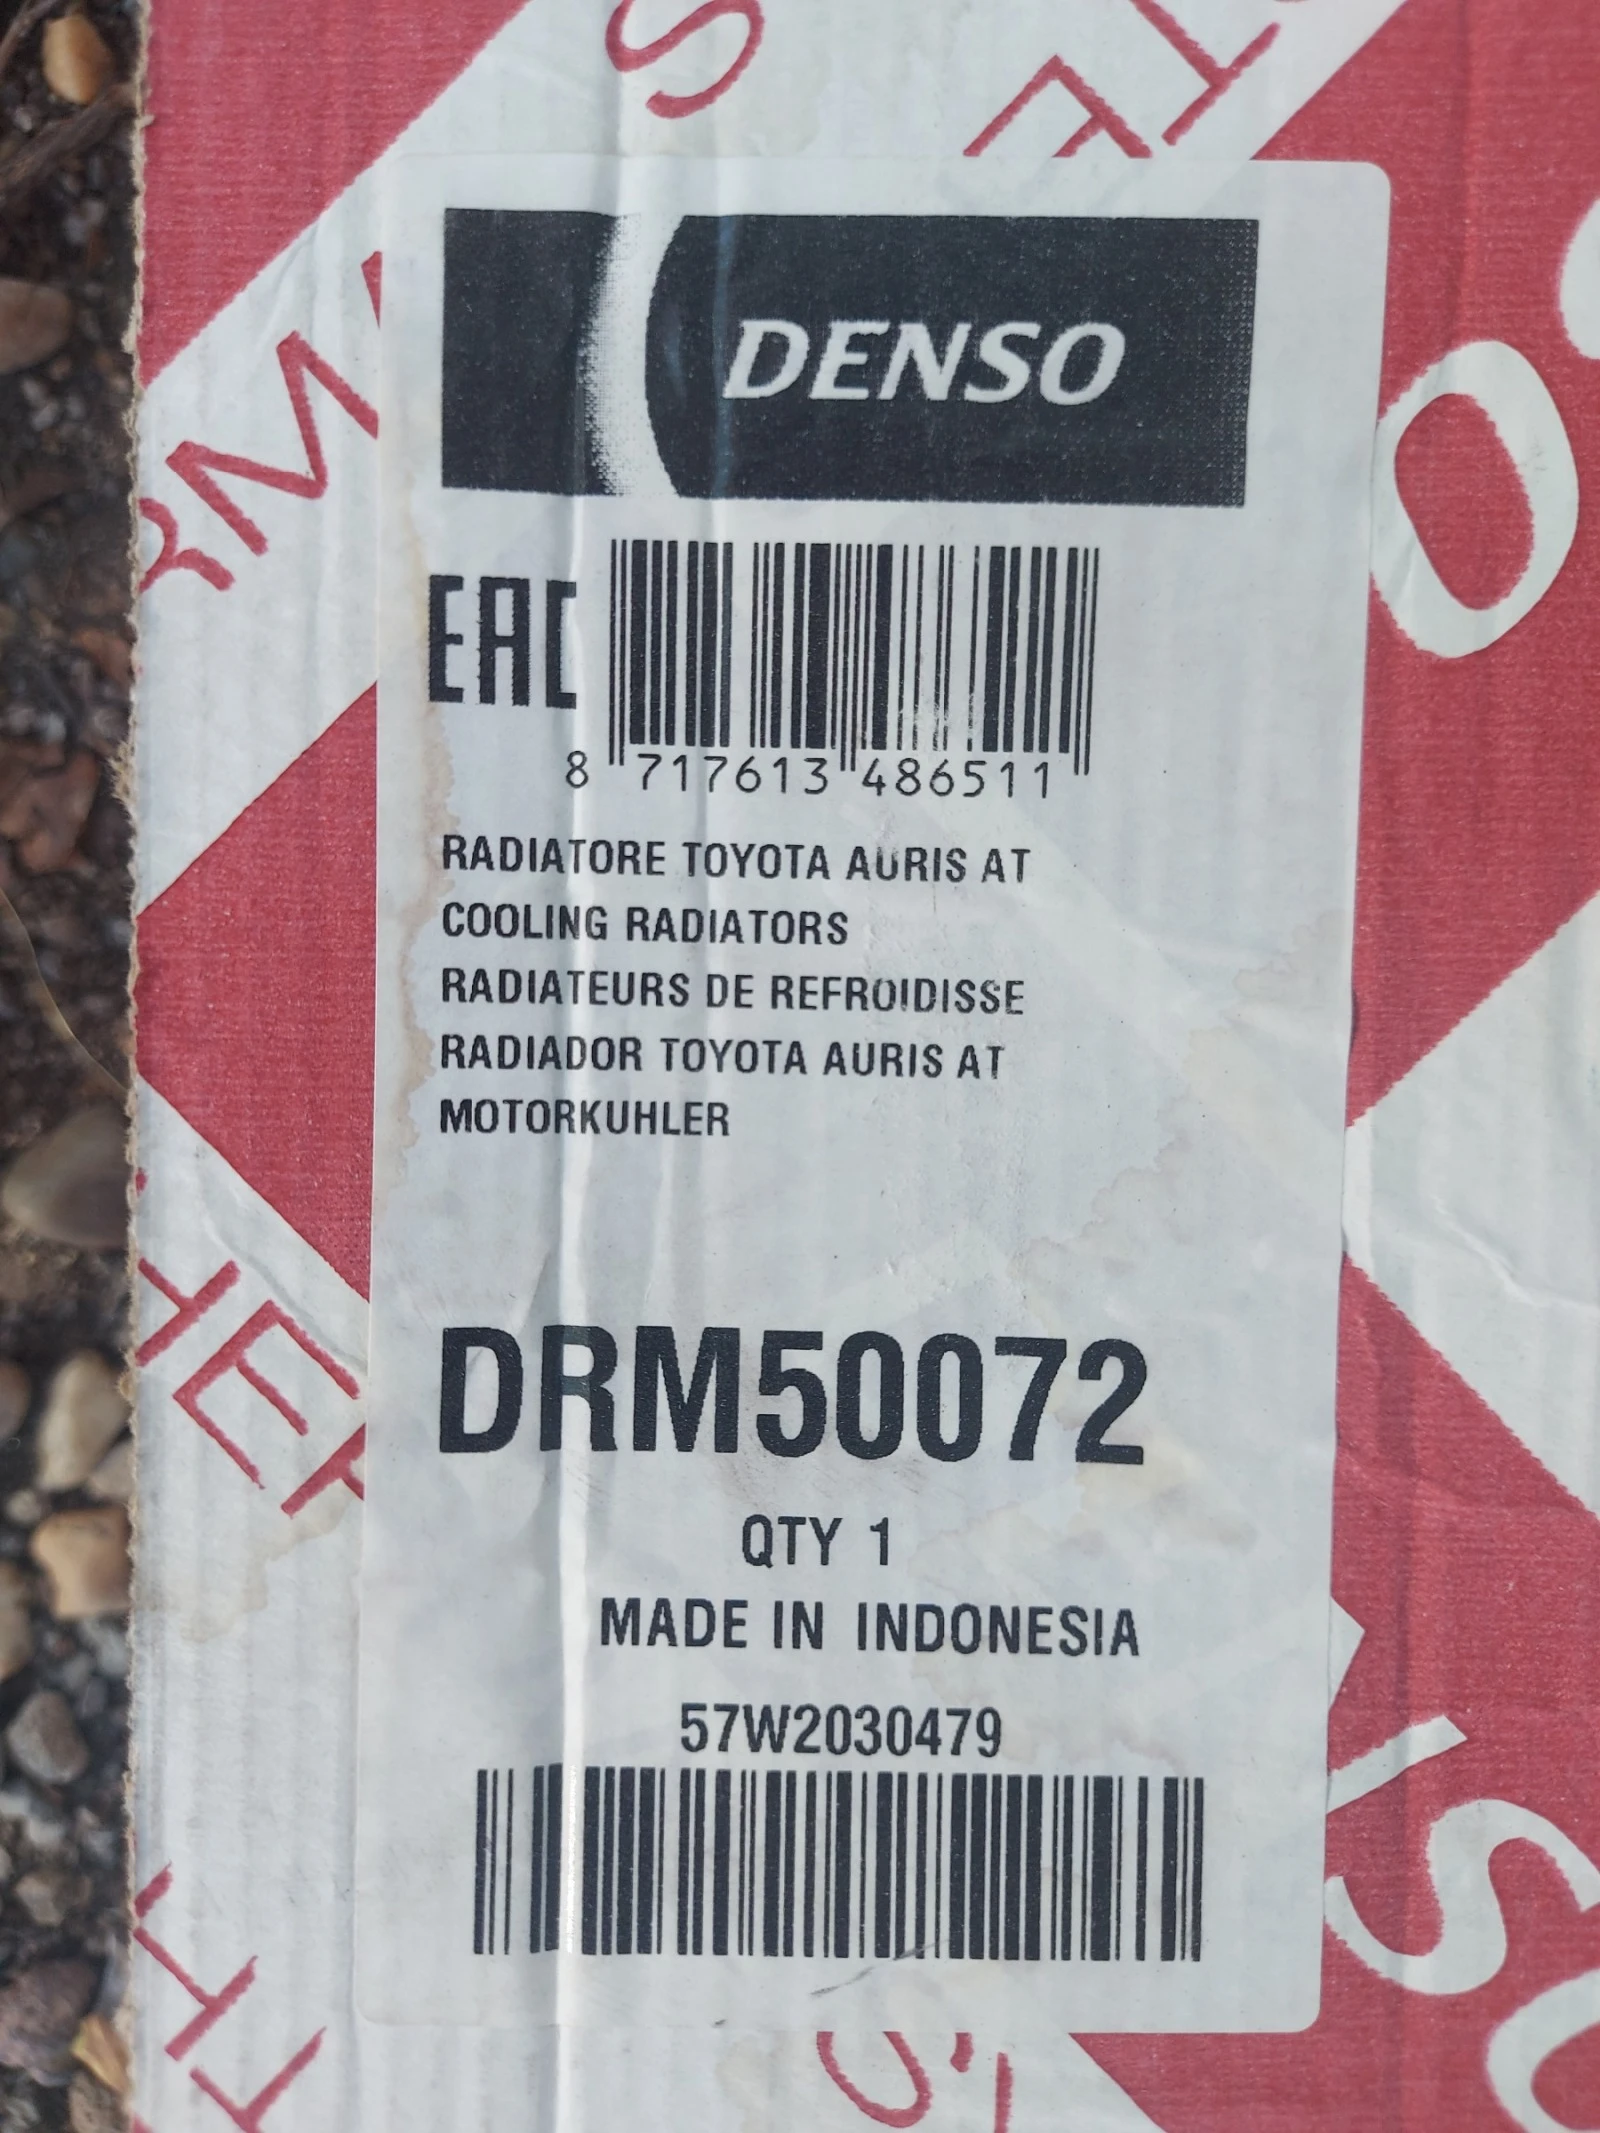 DENSO
EAC
8 717613 486511
RADIATORE TOYOTA AURIS AT
COOLING RADIATORS
RADIATEURS DE REFROIDISSE
RADIADOR TOYOTA AURIS AT
MOTORKUHLER
DRM50072
QTY 1
MADE IN INDONESIA
57W2030479